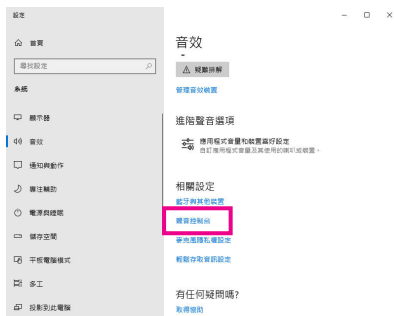 設定
首頁
尋找設定
系統
顯示器
音效
通知與動作
專注輔助
電源與睡眠
儲存空間
平板電腦模式
多工
投影到此電腦
音效
疑難排解
管理音效裝置
進階聲音選項
應用程式音量和裝置喜好設定
自訂應用程式音量及其使用的喇叭或裝置。
相關設定
藍牙與其他裝置
聲音控制台
麥克風隱私權設定
輕鬆存取音訊設定
有任何疑問嗎?
取得協助